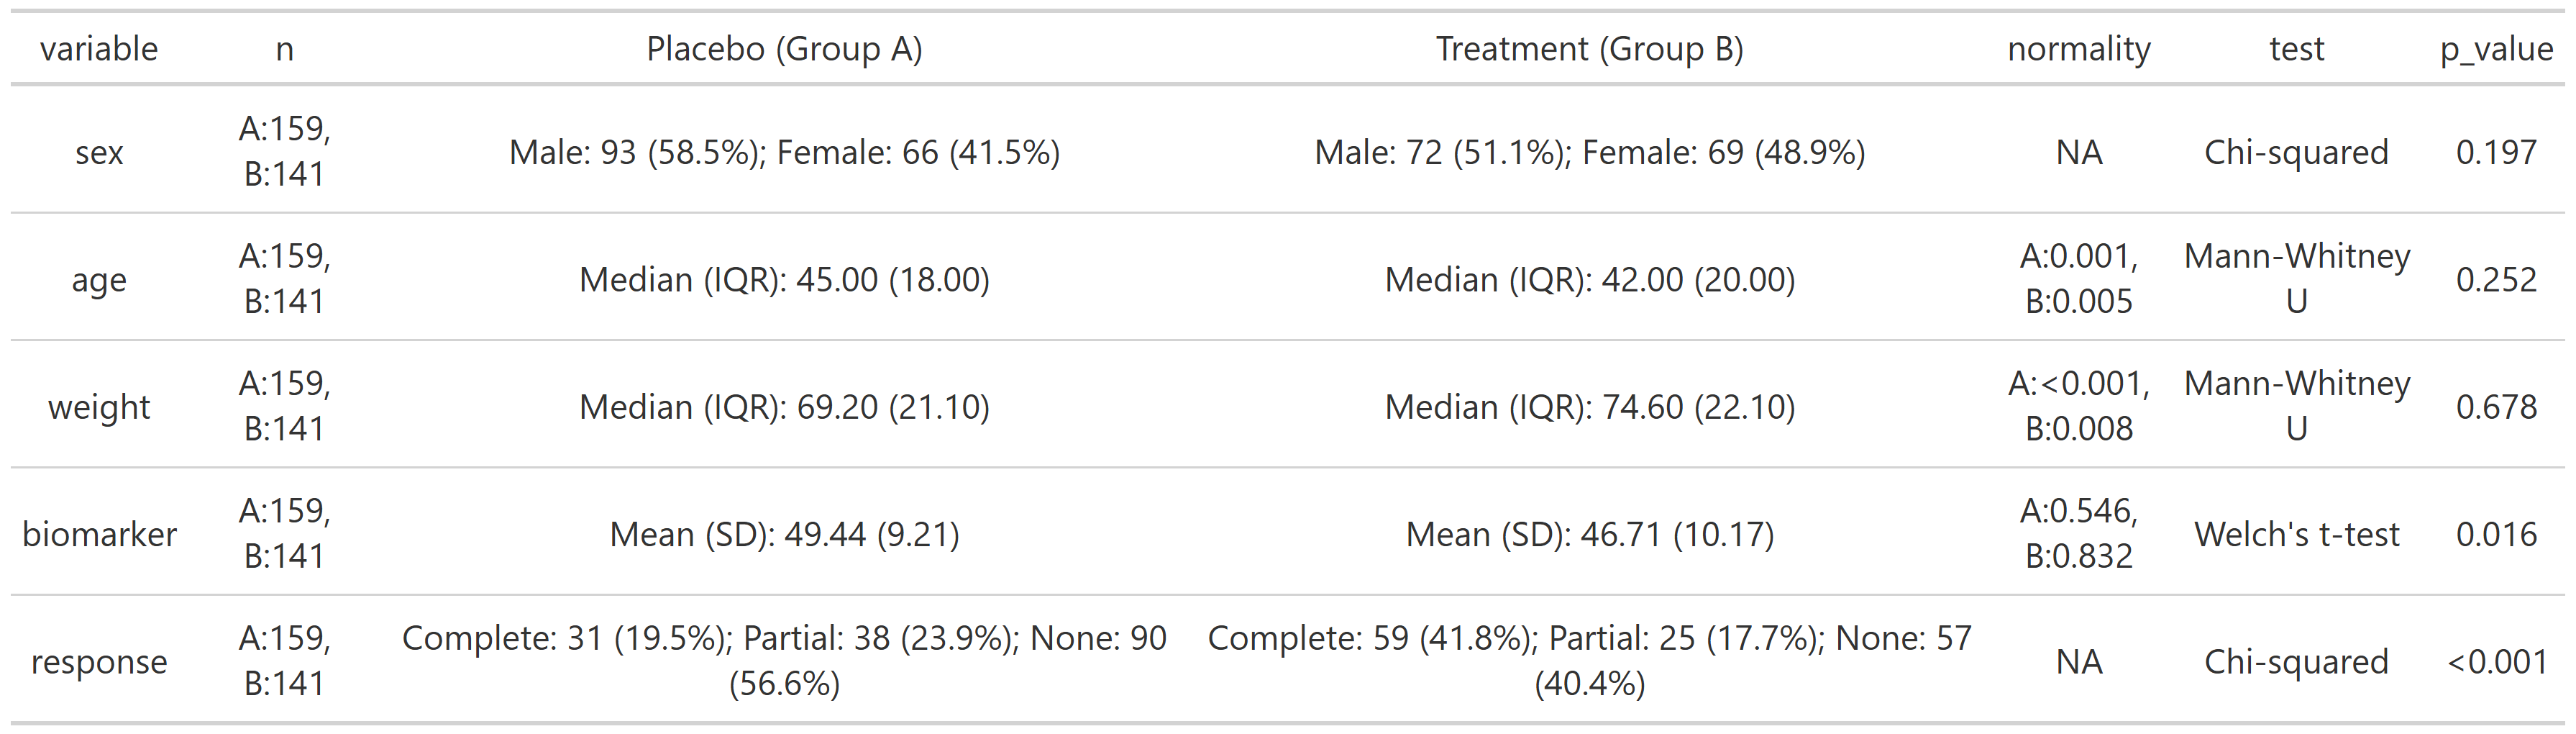 variable n Placebo (Group A) Treatment (Group B) normality test p_value
sex A:159, B:141 Male: 93 (58.5%); Female: 66 (41.5%) Male: 72 (51.1%); Female: 69 (48.9%) NA Chi-squared 0.197
age A:159, B:141 Median (IQR): 45.00 (18.00) Median (IQR): 42.00 (20.00) A:0.001, B:0.005 Mann-Whitney U 0.252
weight A:159, B:141 Median (IQR): 69.20 (21.10) Median (IQR): 74.60 (22.10) A:<0.001, B:0.008 Mann-Whitney U 0.678
biomarker A:159, B:141 Mean (SD): 49.44 (9.21) Mean (SD): 46.71 (10.17) A:0.546, B:0.832 Welch's t-test 0.016
response A:159, B:141 Complete: 31 (19.5%); Partial: 38 (23.9%); None: 90 (56.6%) Complete: 59 (41.8%); Partial: 25 (17.7%); None: 57 (40.4%) NA Chi-squared <0.001